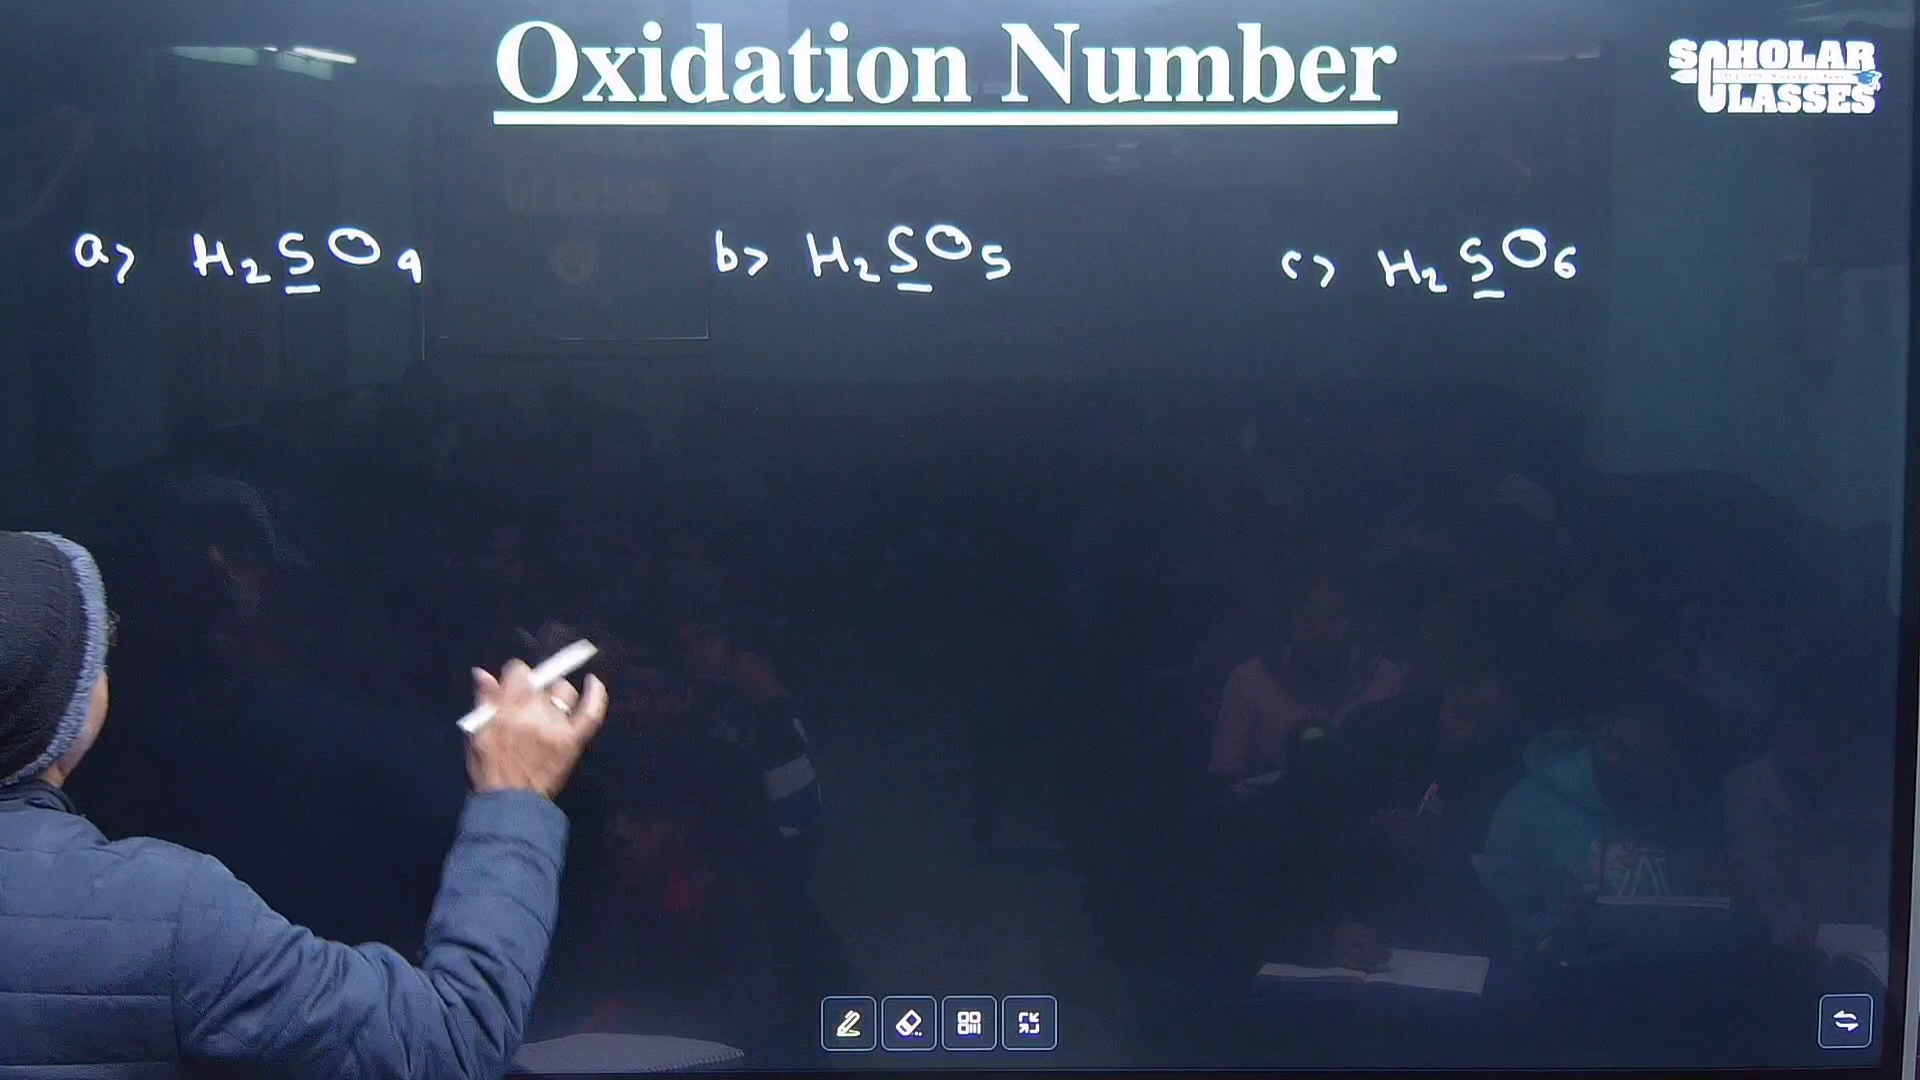 Oxidation Number
SCHOLAR
CLASSES
a> H₂SO₄
b> H₂SO₅
c> H₂SO₆